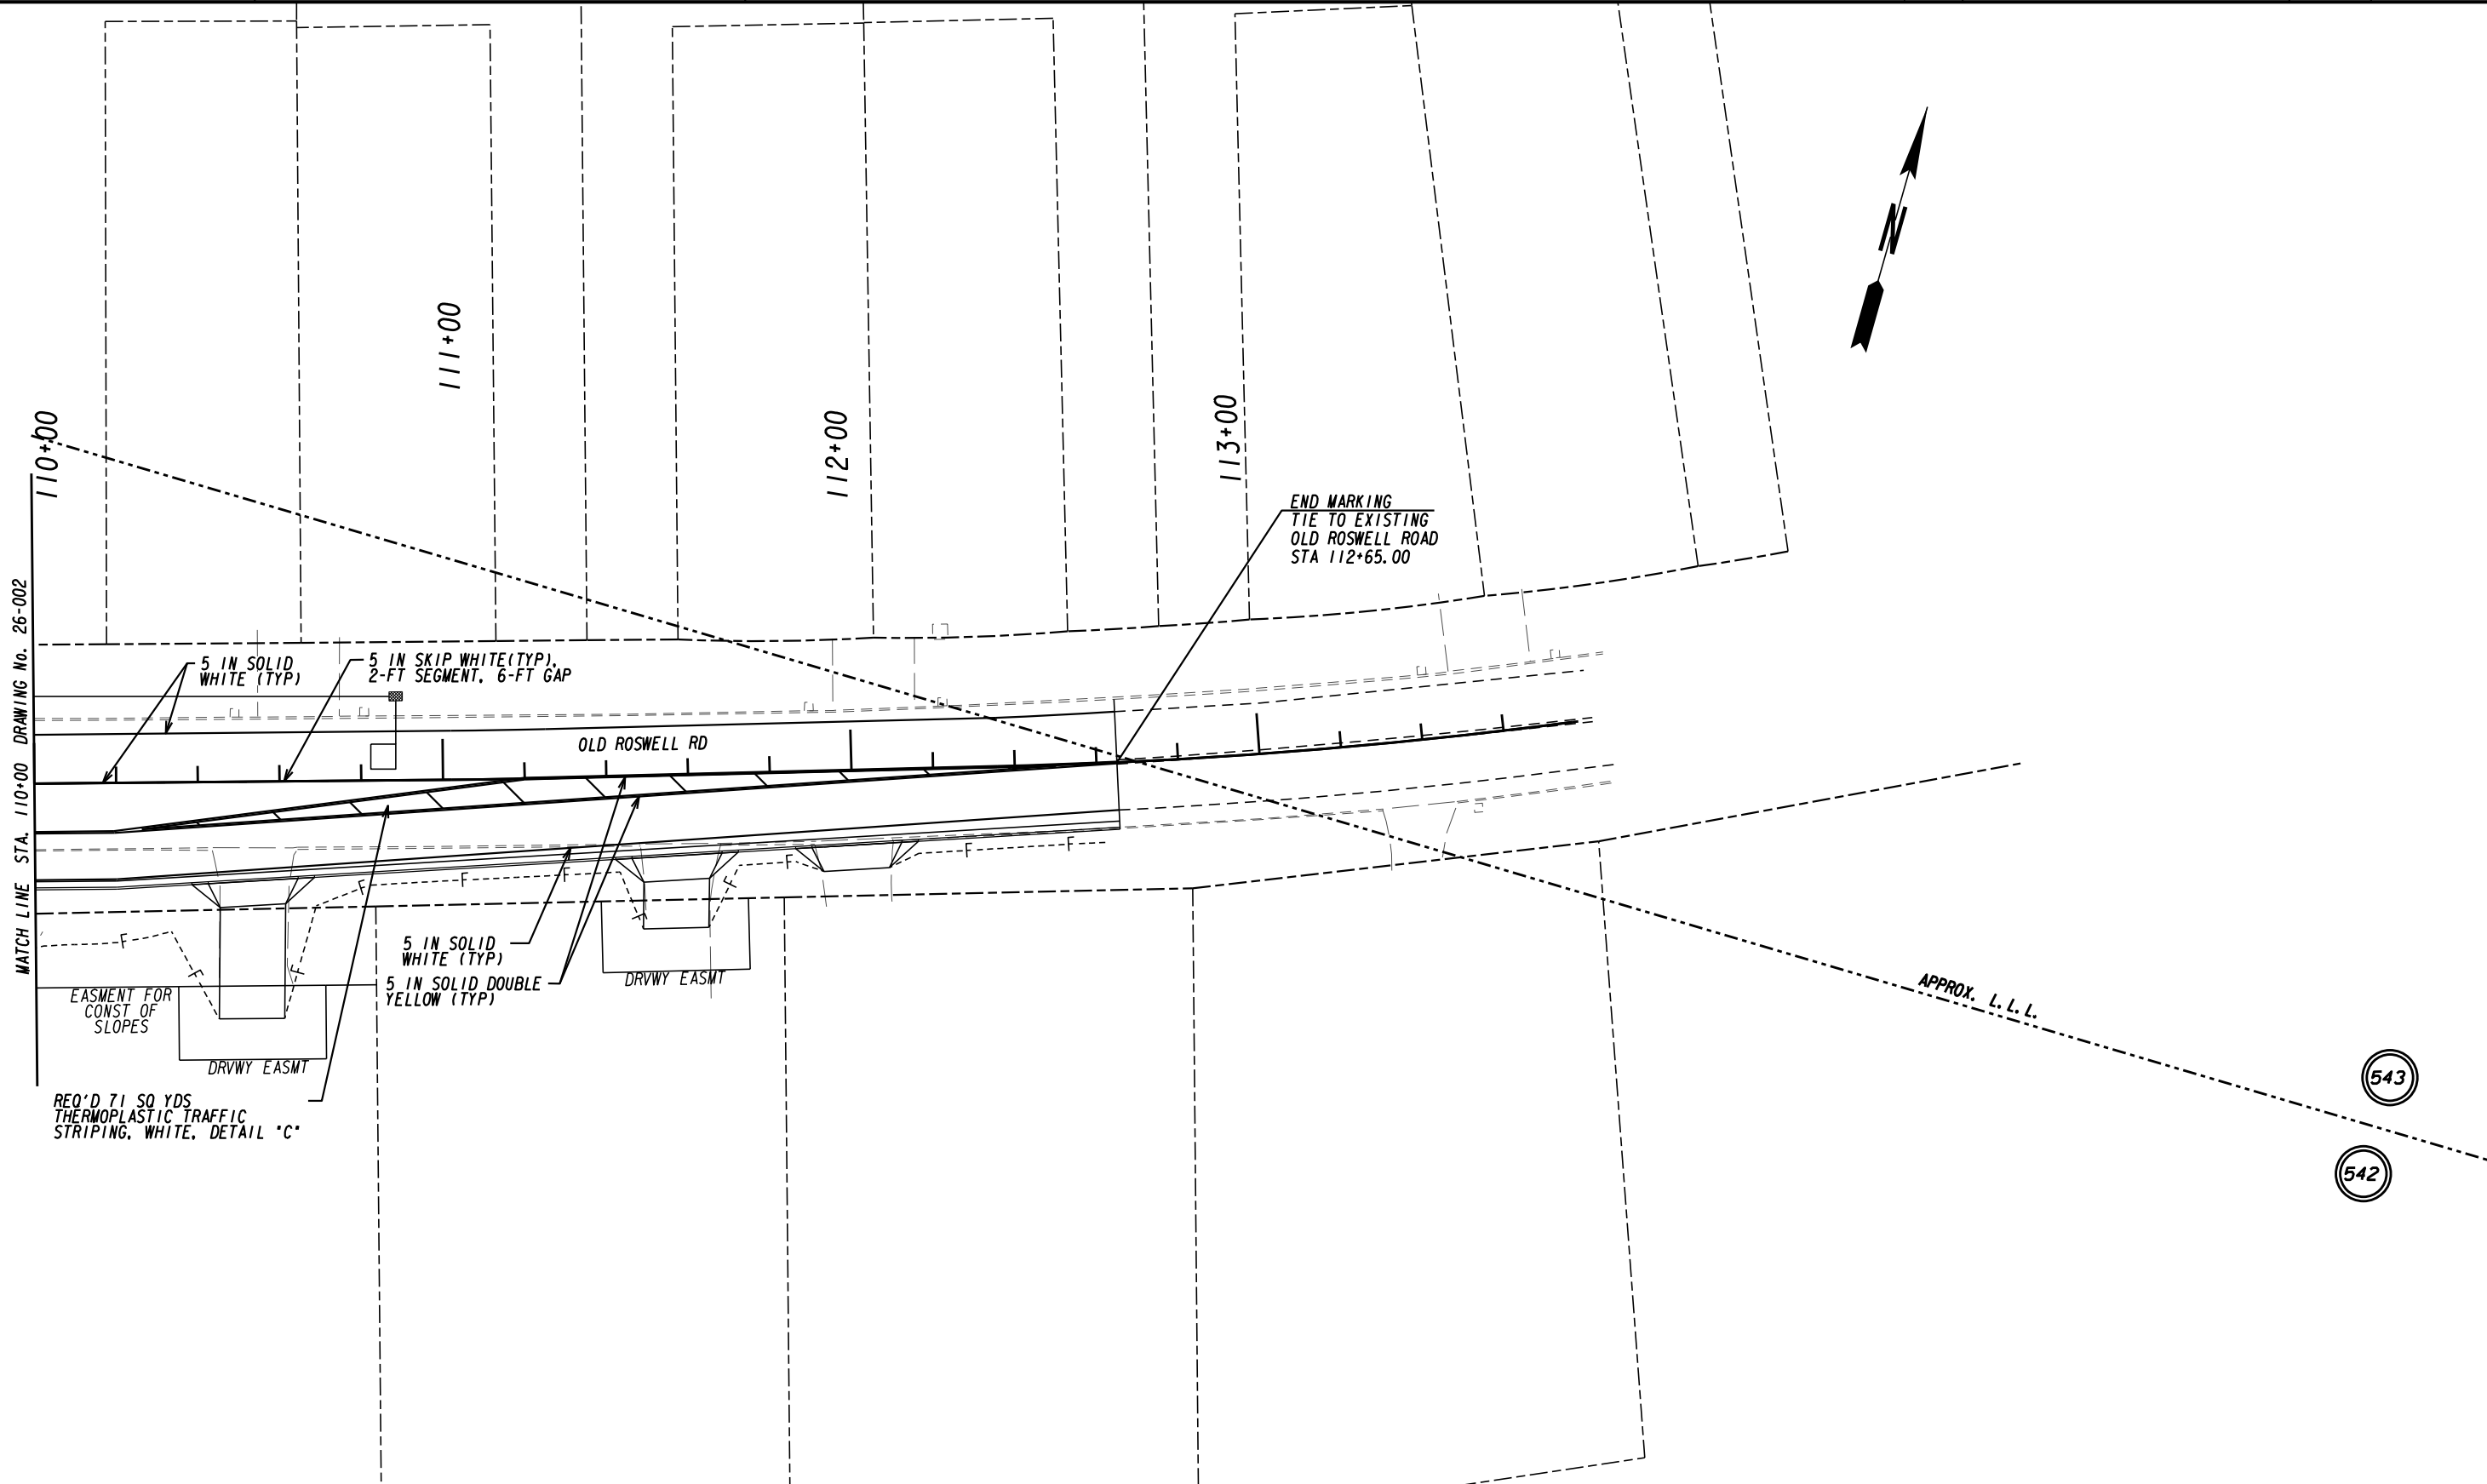 110+00
111+00
112+00
113+00
N
MATCH LINE STA. 110+00 DRAWING No. 26-002
END MARKING
TIE TO EXISTING
OLD ROSWELL ROAD
STA 112+65.00
5 IN SOLID
WHITE (TYP)
5 IN SKIP WHITE(TYP),
2-FT SEGMENT, 6-FT GAP
OLD ROSWELL RD
F
F
F
F
F
F
F
F
F
F
F
5 IN SOLID
WHITE (TYP)
5 IN SOLID DOUBLE
YELLOW (TYP)
DRVWY EASMT
EASMENT FOR
CONST OF
SLOPES
DRVWY EASMT
REQ'D 71 SQ YDS
THERMOPLASTIC TRAFFIC
STRIPING, WHITE, DETAIL "C"
APPROX. L.L.L.
543
542